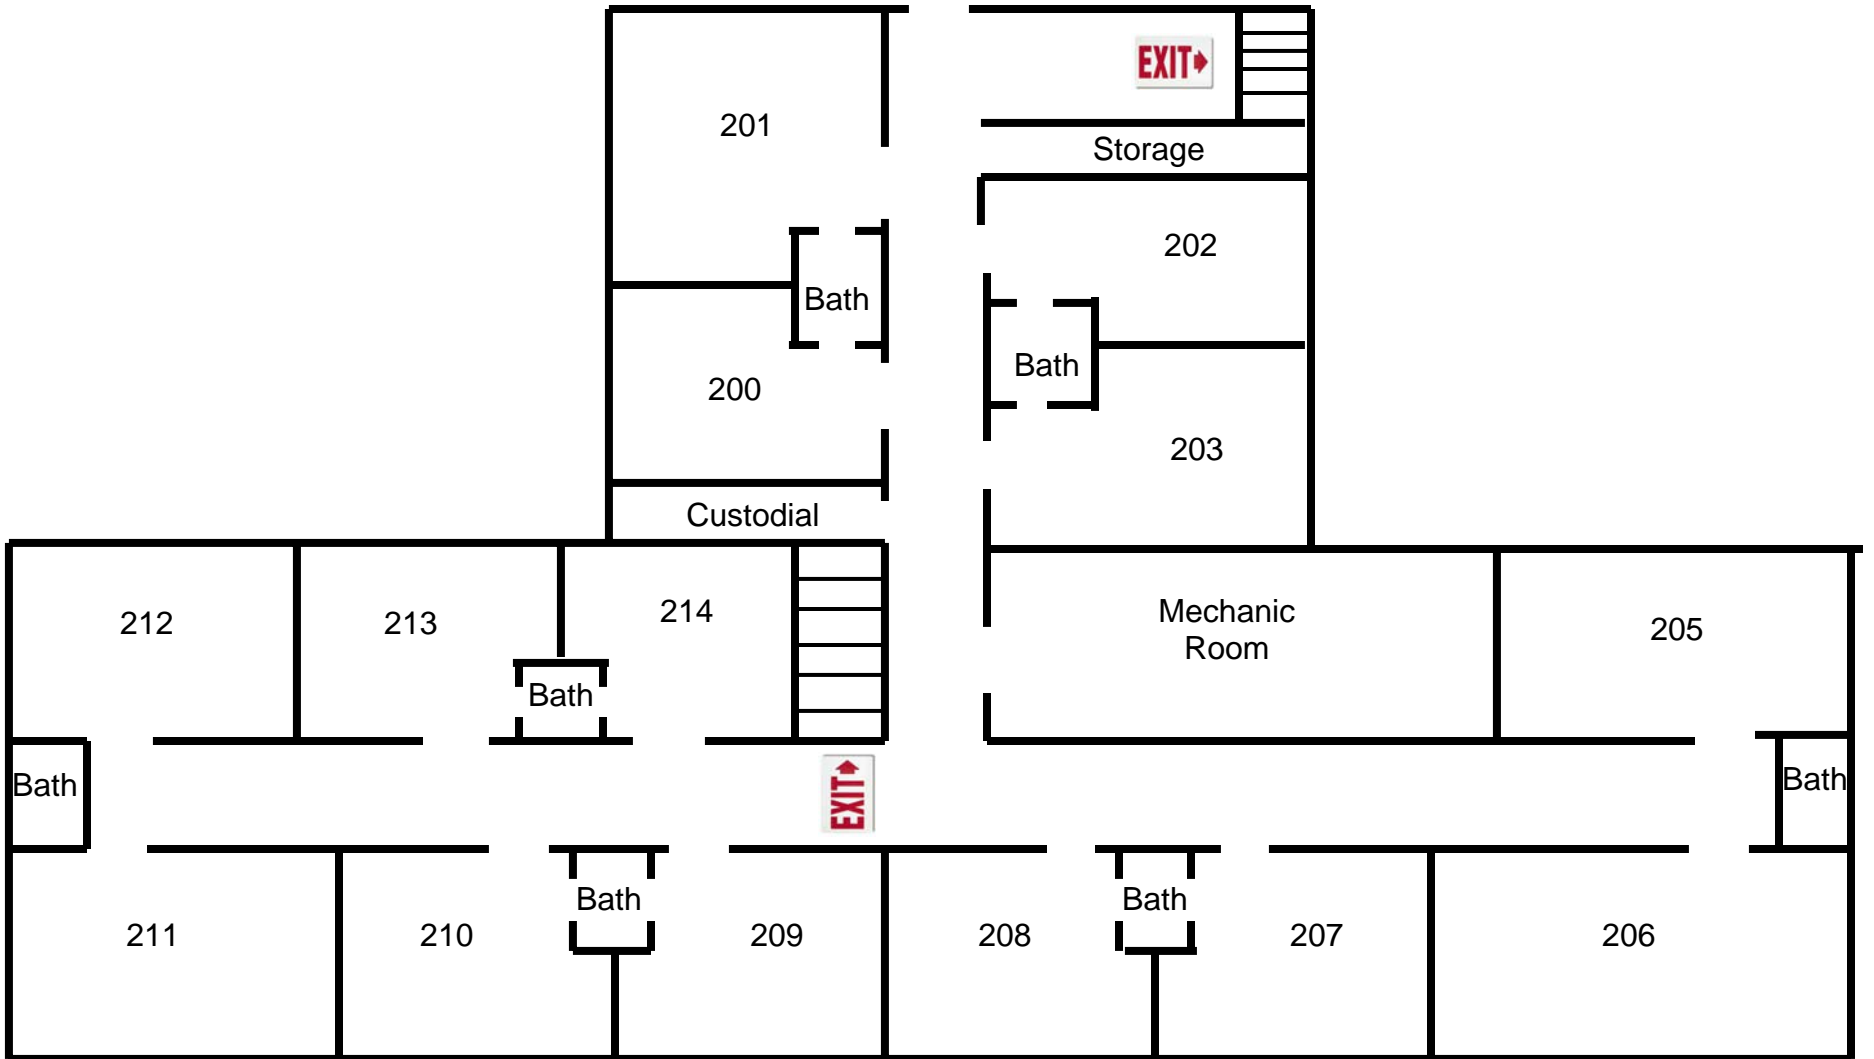 EXIT
201
Storage
202
Bath
Bath
200
203
Custodial
212
213
214
Mechanic
Room
205
Bath
Bath
EXIT
Bath
Bath
Bath
211
210
209
208
207
206